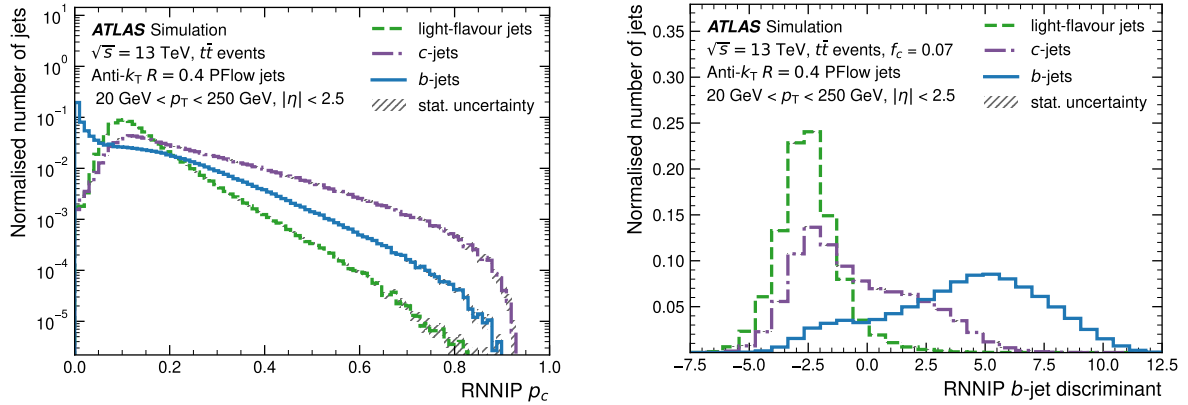 ATLAS Simulation
√s = 13 TeV, tt̄ events
Anti-k_T R = 0.4 PFlow jets
20 GeV < p_T < 250 GeV, |η| < 2.5
light-flavour jets
c-jets
b-jets
stat. uncertainty
Normalised number of jets
10^1
10^0
10^-1
10^-2
10^-3
10^-4
10^-5
0.0 0.2 0.4 0.6 0.8 1.0
RNNIP p_c
ATLAS Simulation
√s = 13 TeV, tt̄ events, f_c = 0.07
Anti-k_T R = 0.4 PFlow jets
20 GeV < p_T < 250 GeV, |η| < 2.5
light-flavour jets
c-jets
b-jets
stat. uncertainty
Normalised number of jets
0.35
0.30
0.25
0.20
0.15
0.10
0.05
−7.5 −5.0 −2.5 0.0 2.5 5.0 7.5 10.0 12.5
RNNIP b-jet discriminant